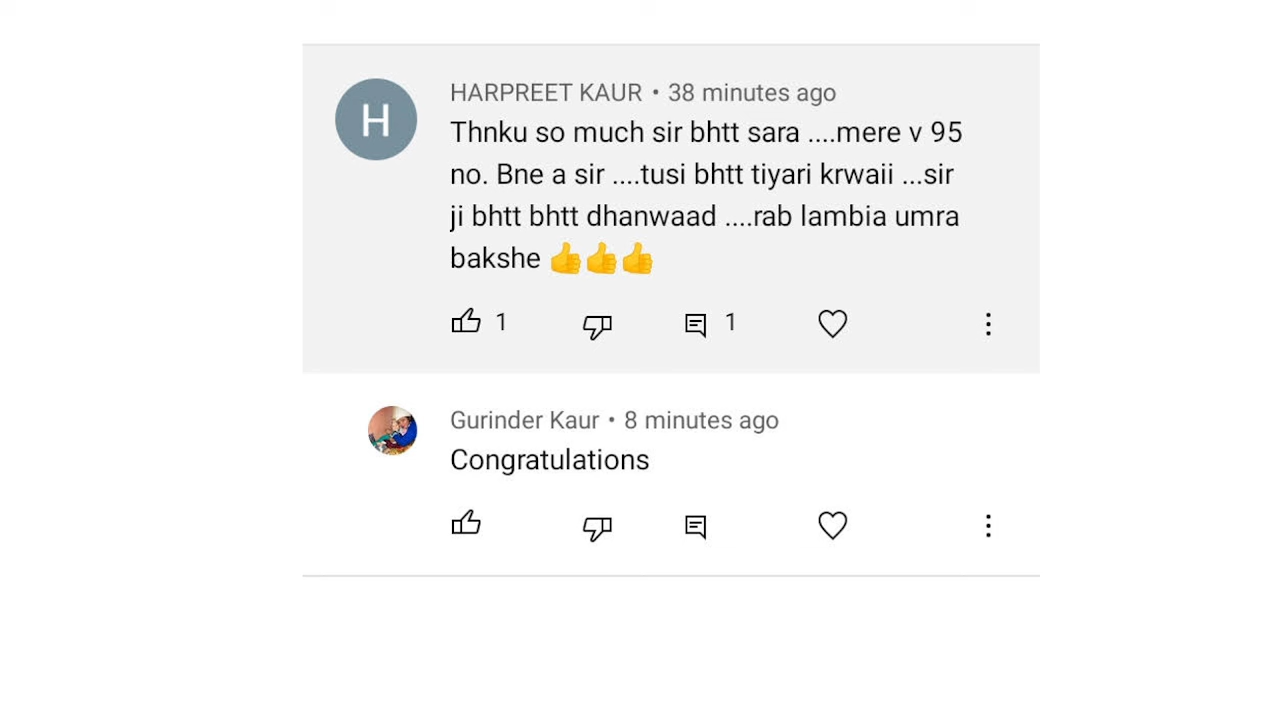 H
HARPREET KAUR • 38 minutes ago
Thnku so much sir bhtt sara ....mere v 95
no. Bne a sir ....tusi bhtt tiyari krwaii ...sir
ji bhtt bhtt dhanwaad ....rab lambia umra
bakshe 👍👍👍
1 1
Gurinder Kaur • 8 minutes ago
Congratulations